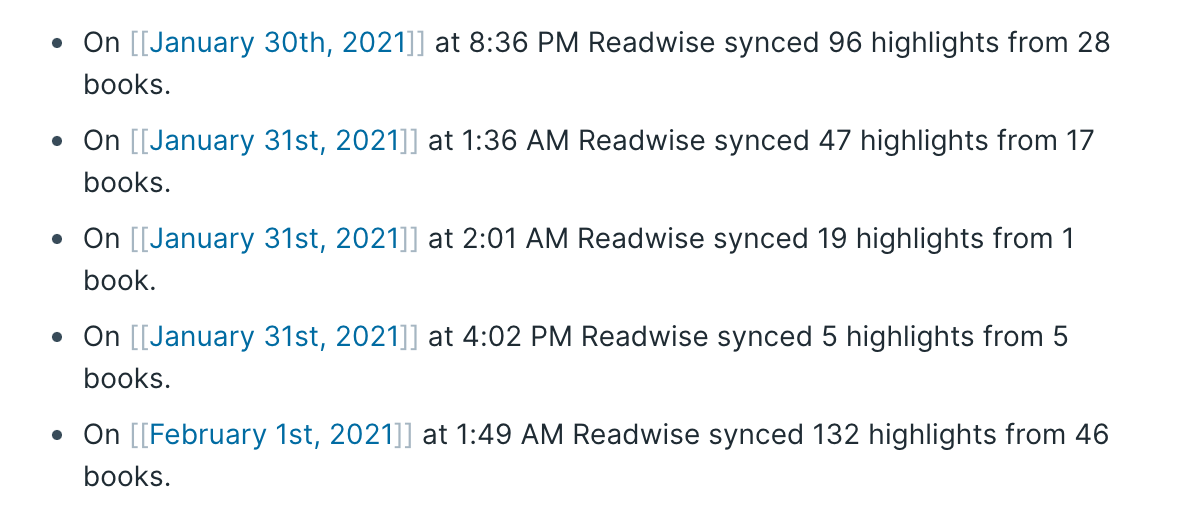 On [[January 30th, 2021]] at 8:36 PM Readwise synced 96 highlights from 28
books.
On [[January 31st, 2021]] at 1:36 AM Readwise synced 47 highlights from 17
books.
On [[January 31st, 2021]] at 2:01 AM Readwise synced 19 highlights from 1
book.
On [[January 31st, 2021]] at 4:02 PM Readwise synced 5 highlights from 5
books.
On [[February 1st, 2021]] at 1:49 AM Readwise synced 132 highlights from 46
books.